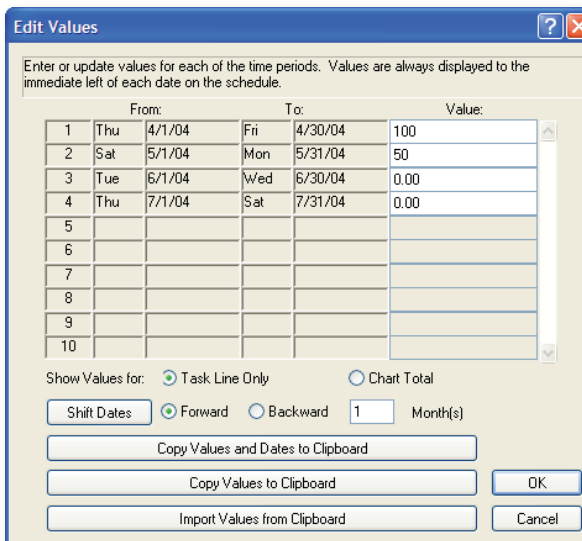 Edit Values
Enter or update values for each of the time periods.  Values are always displayed to the
immediate left of each date on the schedule.
From: To: Value:
1 Thu 4/1/04 Fri 4/30/04 100
2 Sat 5/1/04 Mon 5/31/04 50
3 Tue 6/1/04 Wed 6/30/04 0.00
4 Thu 7/1/04 Sat 7/31/04 0.00
5
6
7
8
9
10
Show Values for: Task Line Only Chart Total
Shift Dates Forward Backward 1 Month(s)
Copy Values and Dates to Clipboard
Copy Values to Clipboard OK
Import Values from Clipboard Cancel